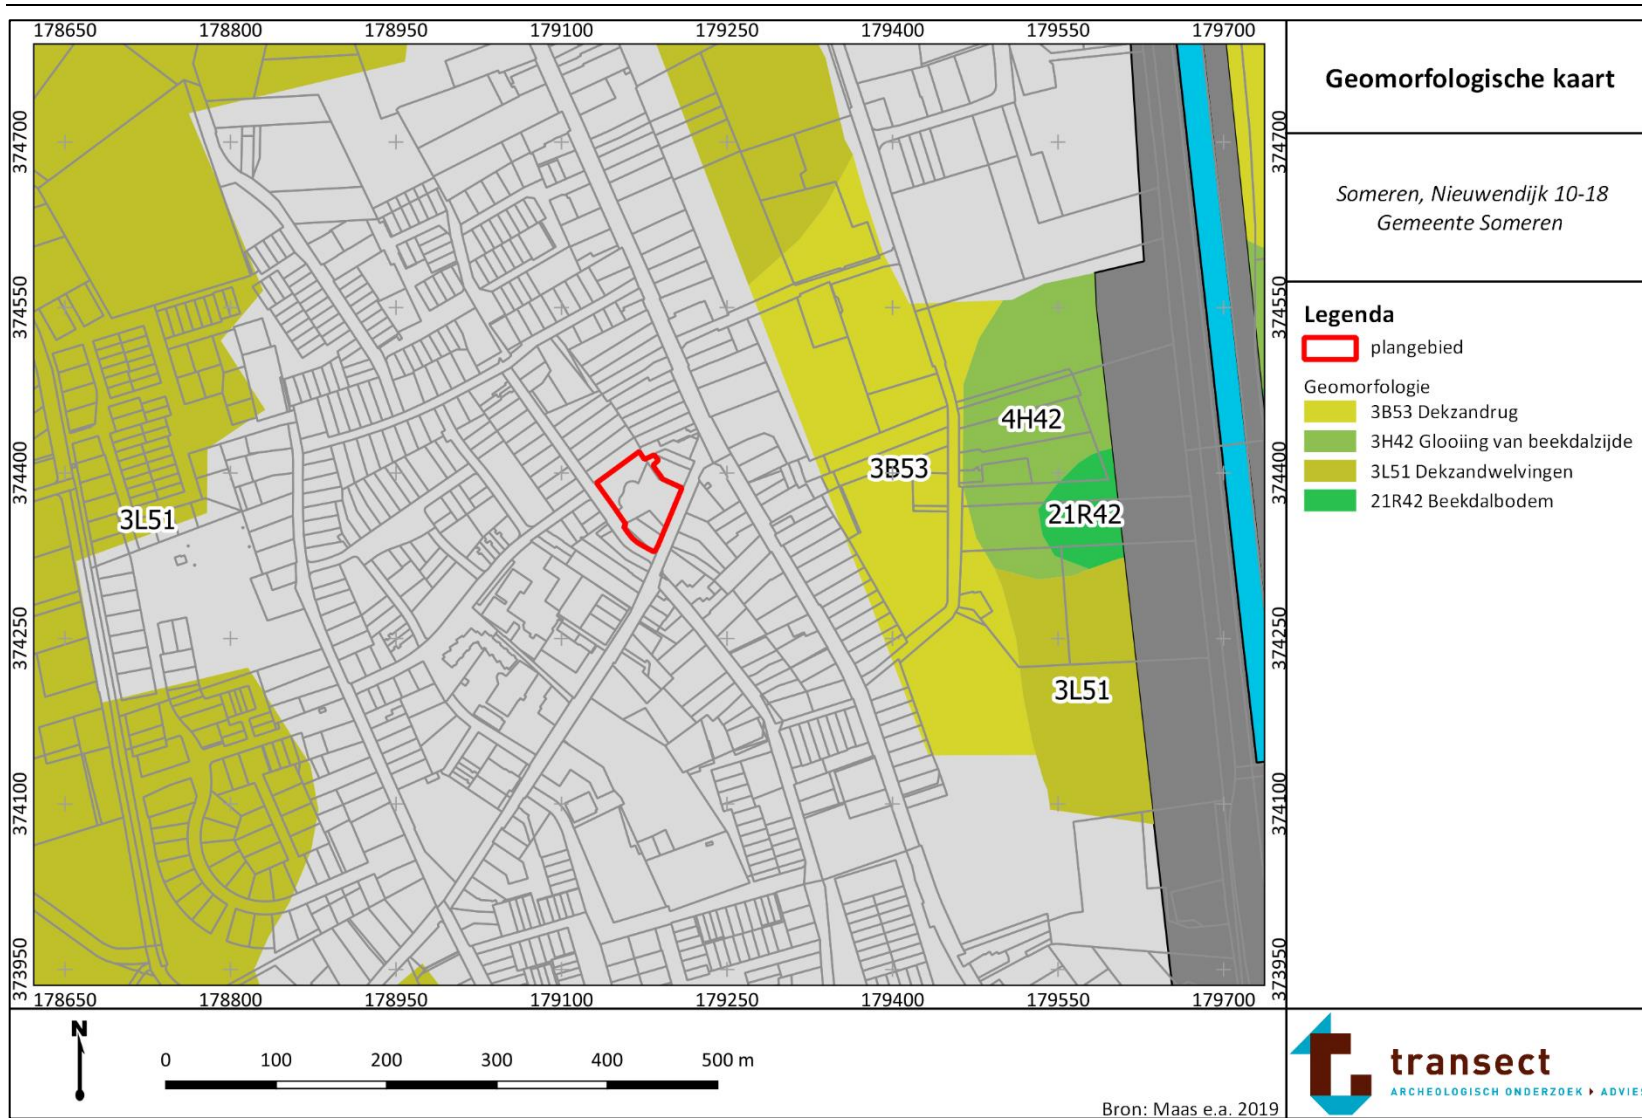 178650 178800 178950 179100 179250 179400 179550 179700
374700
374550
374400
374250
374100
373950
374700
374550
374400
374250
374100
373950
3L51
3B53
4H42
21R42
3L51
178650 178800 178950 179100 179250 179400 179550 179700
Geomorfologische kaart
Someren, Nieuwendijk 10-18
Gemeente Someren
Legenda
plangebied
Geomorfologie
3B53 Dekzandrug
3H42 Glooiing van beekdalzijde
3L51 Dekzandwelvingen
21R42 Beekdalbodem
N
0 100 200 300 400 500 m
Bron: Maas e.a. 2019
transect
ARCHEOLOGISCH ONDERZOEK ADVIES